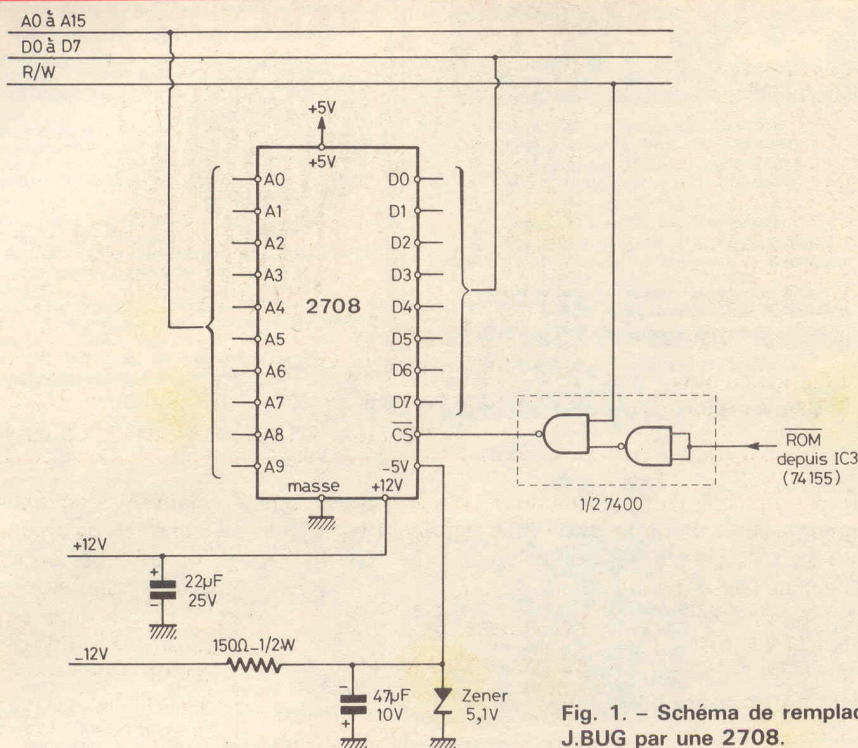 A0 à A15
D0 à D7
R/W
+5V
+5V
A0
A1
A2
A3
A4
A5
A6
A7
A8
A9
2708
D0
D1
D2
D3
D4
D5
D6
D7
CS
-5V
masse
+12V
ROM
depuis IC3
(74155)
1/2 7400
+12V
+
-
22µF
25V
-12V
150Ω-1/2W
-
+
47µF
10V
Zener
5,1V
Fig. 1. – Schéma de remplac
J.BUG par une 2708.